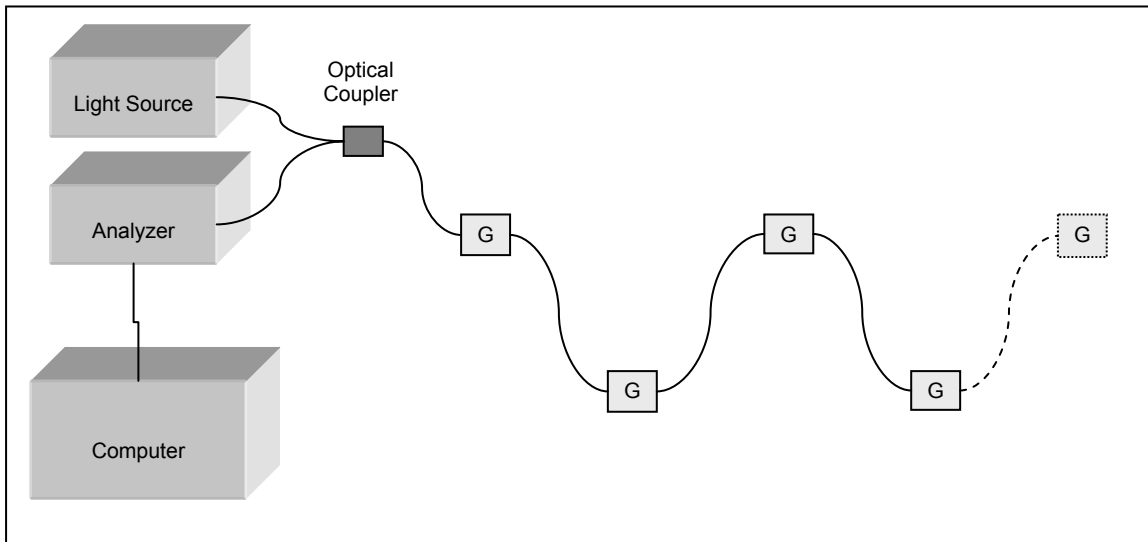 Light Source
Optical
Coupler
Analyzer
G
G
G
G
G
Computer